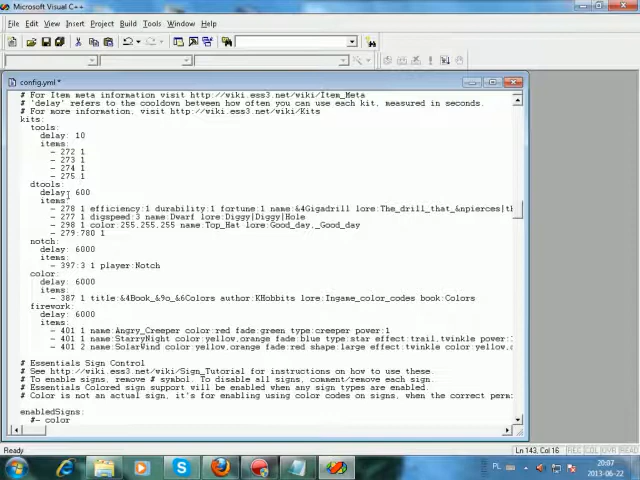 Microsoft Visual C++
File Edit View Insert Project Build Tools Window Help
config.yml *
# For Item meta information visit http://wiki.ess3.net/wiki/Item_Meta
# 'delay' refers to the cooldown between how often you can use each kit, measured in seconds.
# For more information, visit http://wiki.ess3.net/wiki/Kits
kits:
tools:
delay: 10
items:
- 272 1
- 273 1
- 274 1
- 275 1
dtools:
delay: 600
items:
- 278 1 efficiency:1 durability:1 fortune:1 name:&4Gigadrill lore:The_drill_that_&npierces|th
- 277 1 digspeed:3 name:Dwarf lore:Diggy|Diggy|Hole
- 298 1 color:255.255.255 name:Top_Hat lore:Good_day,_Good_day
- 279:780 1
notch:
delay: 6000
items:
- 397:3 1 player:Notch
color:
delay: 6000
items:
- 387 1 title:&4Book_&9o_&6Colors author:KHobbits lore:Ingame_color_codes book:Colors
firework:
delay: 6000
items:
- 401 1 name:Angry_Creeper color:red fade:green type:creeper power:1
- 401 1 name:StarryNight color:yellow,orange fade:blue type:star effect:trail,twinkle power:1
- 401 2 name:SolarWind color:yellow,orange fade:red shape:large effect:twinkle color:yellow,o
# Essentials Sign Control
# See http://wiki.ess3.net/wiki/Sign_Tutorial for instructions on how to use these.
# To enable signs, remove # symbol. To disable all signs, comment/remove each sign.
# Essentials Colored sign support will be enabled when any sign types are enabled.
# Color is not an actual sign, it's for enabling using color codes on signs, when the correct perm
enabledSigns:
#- color
Ready
Ln 143, Col 16
REC COL OVR READ
PL
20:07
2013-06-22